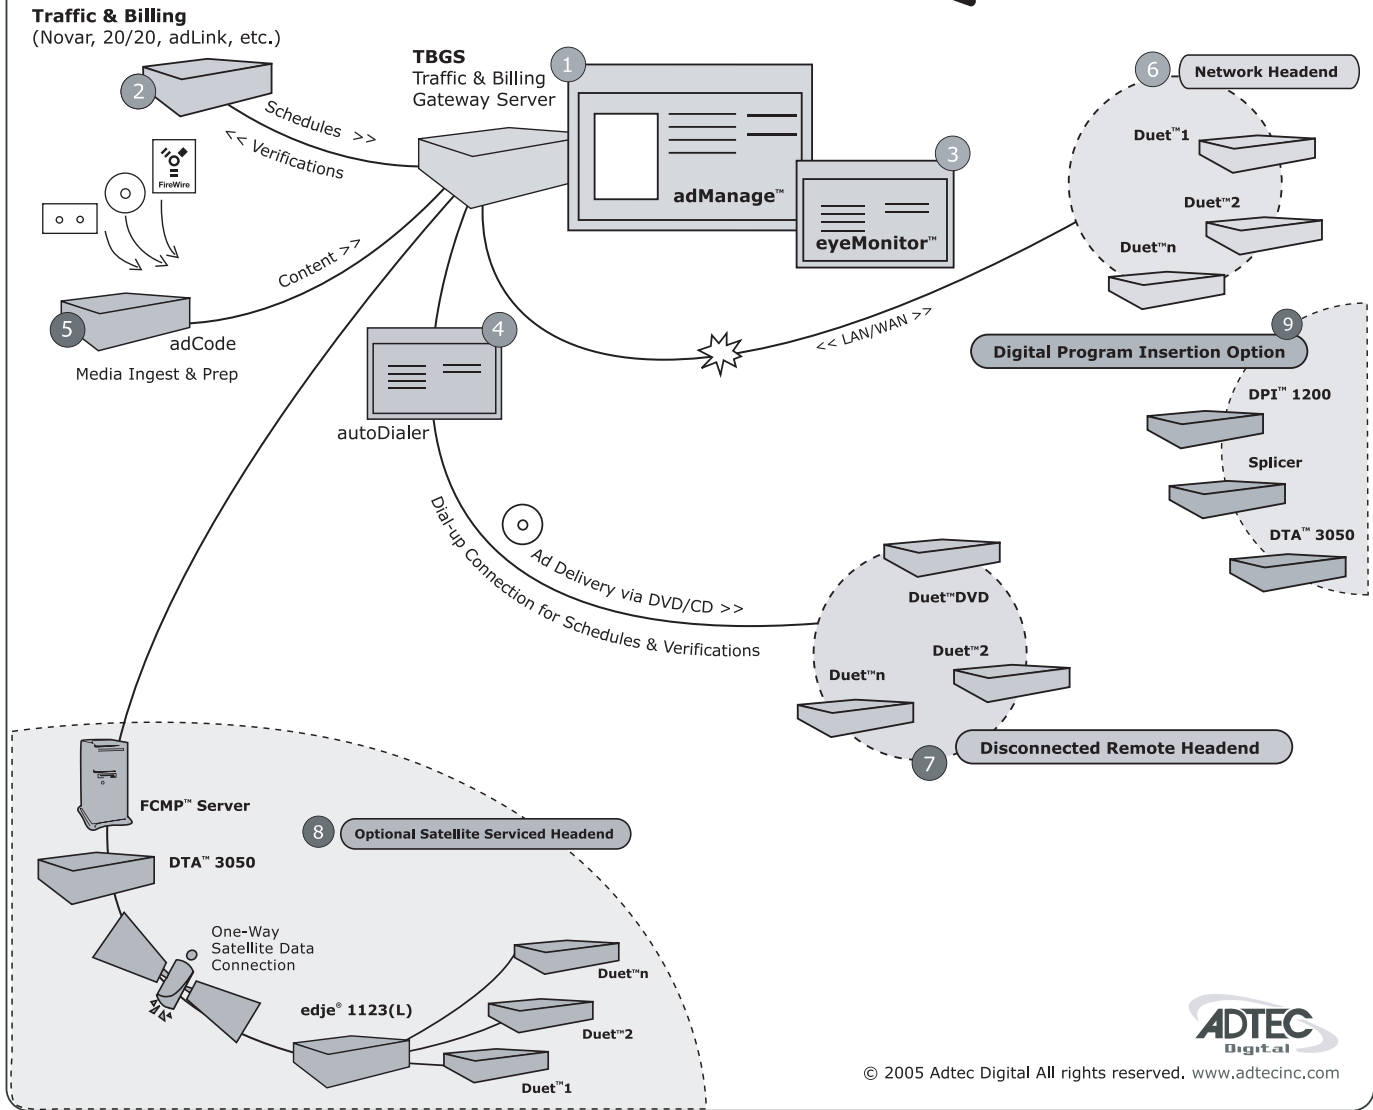 Traffic & Billing
(Novar, 20/20, adLink, etc.)
2
Schedules >>
<< Verifications
TBGS
Traffic & Billing
Gateway Server
1
adManage™
3
eyeMonitor™
6
Network Headend
Duet™1
Duet™2
Duet™n
FireWire
Content >>
5
adCode
Media Ingest & Prep
4
autoDialer
<< LAN/WAN >>
9
Digital Program Insertion Option
DPI™ 1200
Splicer
DTA™ 3050
Ad Delivery via DVD/CD >>
Dial-up Connection for Schedules & Verifications
Duet™DVD
Duet™2
Duet™n
7
Disconnected Remote Headend
FCMP™ Server
8
Optional Satellite Serviced Headend
DTA™ 3050
One-Way
Satellite Data
Connection
edje® 1123(L)
Duet™n
Duet™2
Duet™1
ADTEC
Digital
© 2005 Adtec Digital All rights reserved. www.adtecinc.com